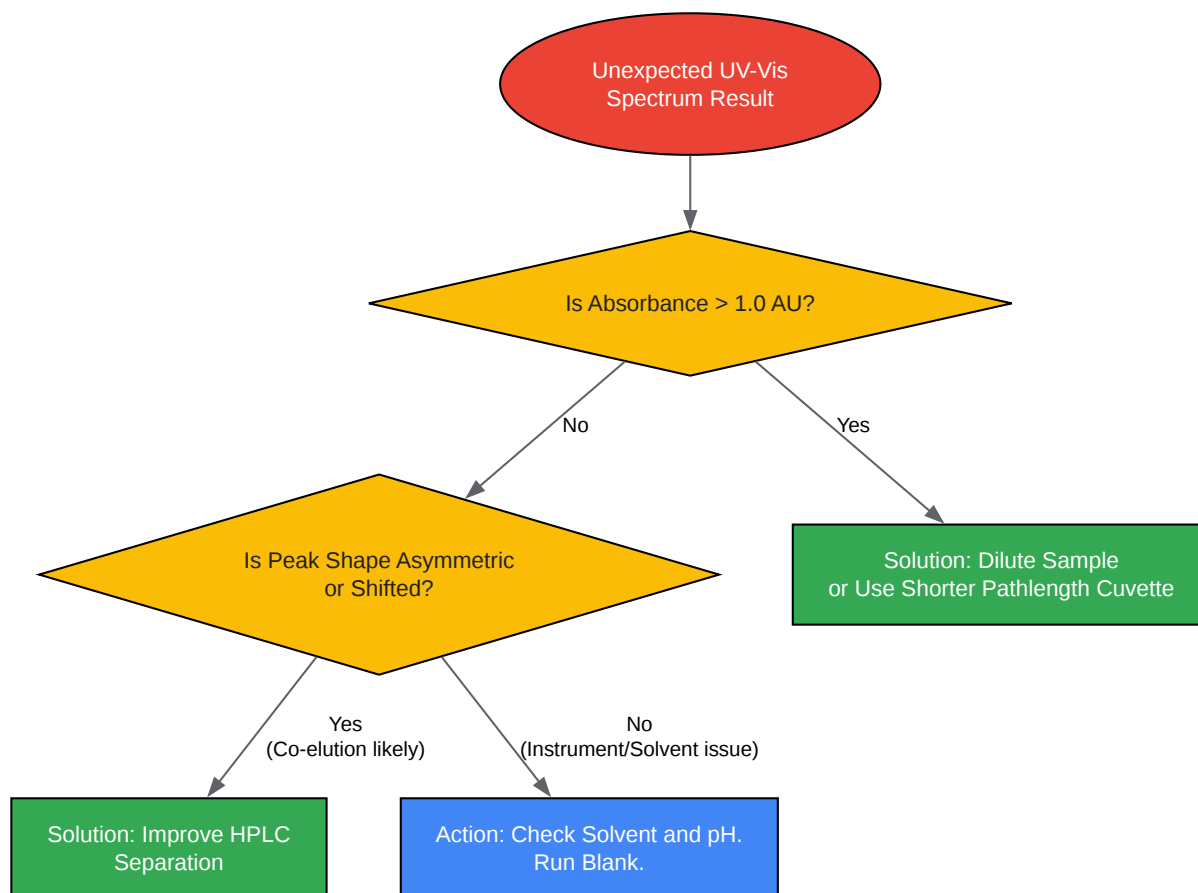 Unexpected UV-Vis
Spectrum Result
Is Absorbance > 1.0 AU?
No
Yes
Is Peak Shape Asymmetric
or Shifted?
Solution: Dilute Sample
or Use Shorter Pathlength Cuvette
Yes
(Co-elution likely)
No
(Instrument/Solvent issue)
Solution: Improve HPLC
Separation
Action: Check Solvent and pH.
Run Blank.